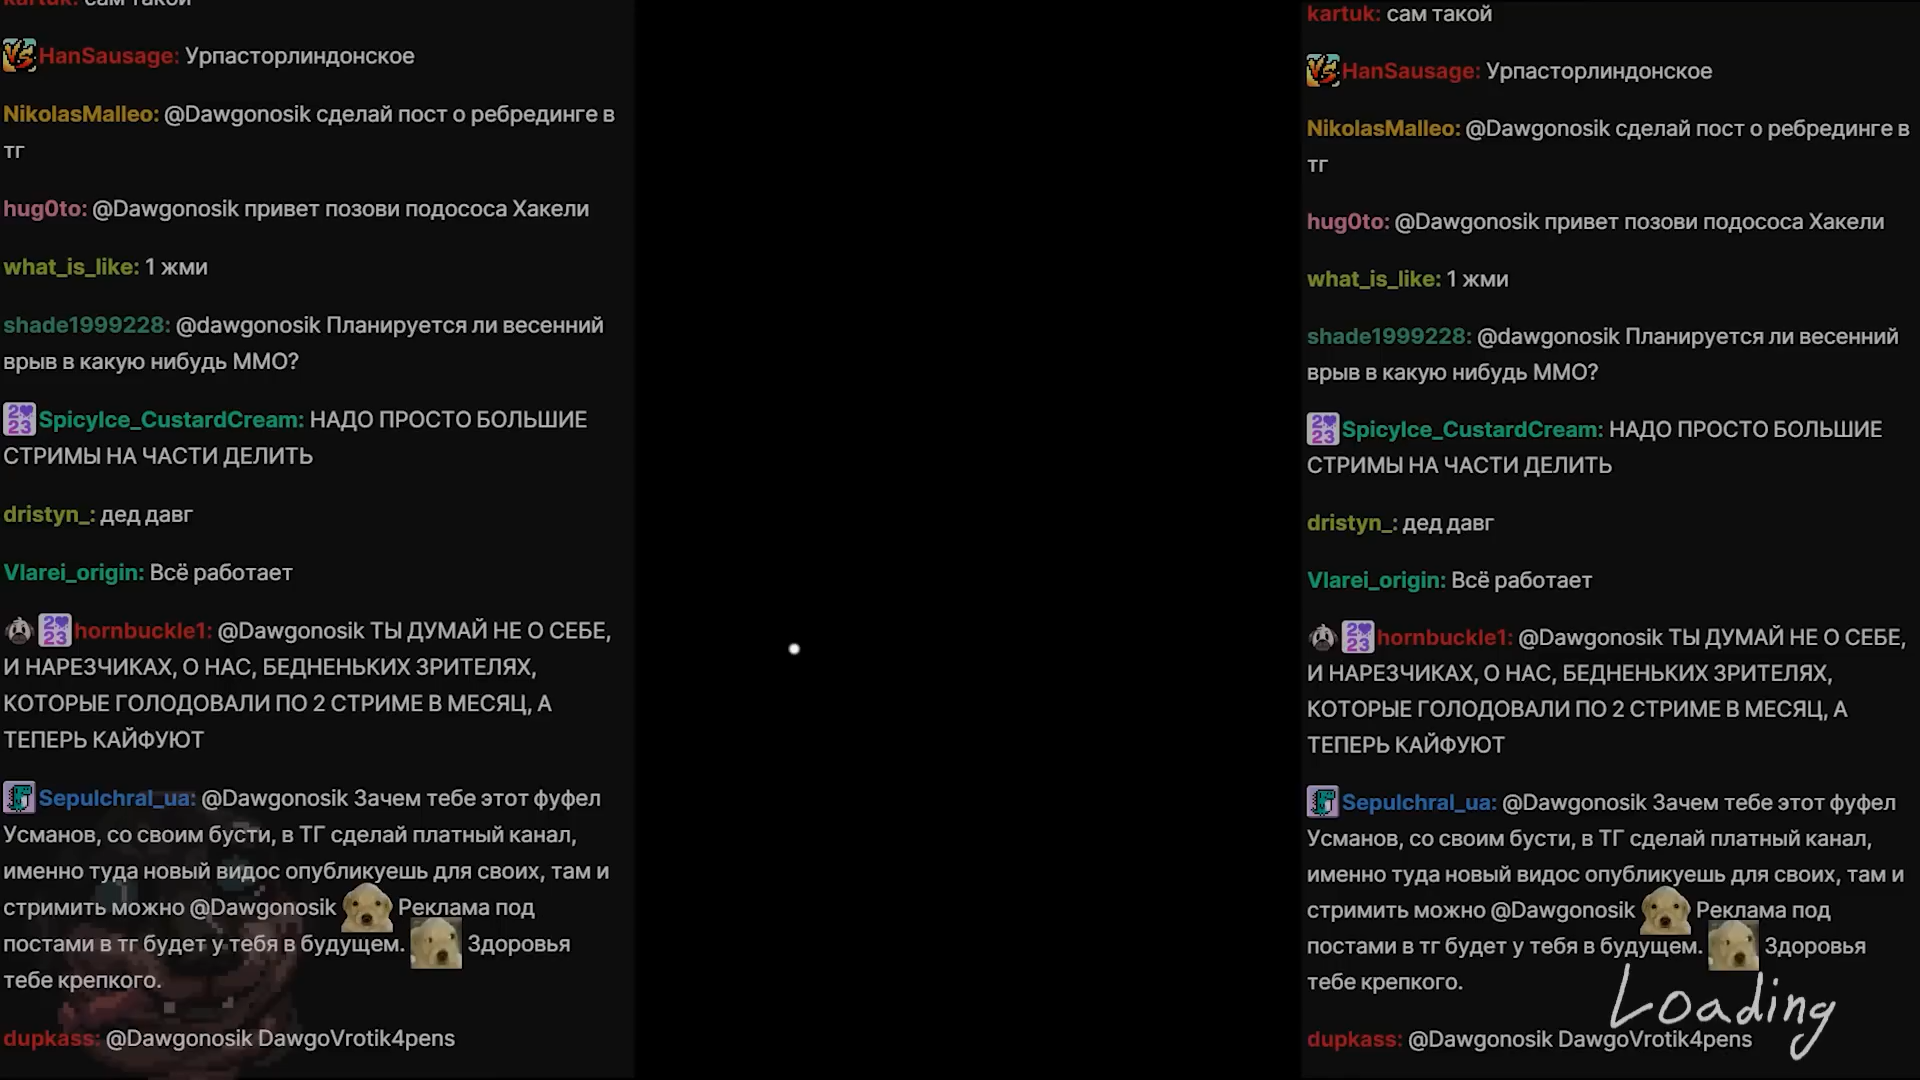 kartuk: сам такой
HanSausage: Урпасторлиндонское
NikolasMalleo: @Dawgonosik сделай пост о ребрединге в
тг
hug0to: @Dawgonosik привет позови подососа Хакели
what_is_like: 1 жми
shade1999228: @dawgonosik Планируется ли весенний
врыв в какую нибудь ММО?
SpicyIce_CustardCream: НАДО ПРОСТО БОЛЬШИЕ
СТРИМЫ НА ЧАСТИ ДЕЛИТЬ
dristyn_: дед давг
Vlarei_origin: Всё работает
hornbuckle1: @Dawgonosik ТЫ ДУМАЙ НЕ О СЕБЕ,
И НАРЕЗЧИКАХ, О НАС, БЕДНЕНЬКИХ ЗРИТЕЛЯХ,
КОТОРЫЕ ГОЛОДОВАЛИ ПО 2 СТРИМЕ В МЕСЯЦ, А
ТЕПЕРЬ КАЙФУЮТ
Sepulchral_ua: @Dawgonosik Зачем тебе этот фуфел
Усманов, со своим бусти, в ТГ сделай платный канал,
именно туда новый видос опубликуешь для своих, там и
стримить можно @Dawgonosik Реклама под
постами в тг будет у тебя в будущем. Здоровья
тебе крепкого.
dupkass: @Dawgonosik DawgoVrotik4pens
kartuk: сам такой
HanSausage: Урпасторлиндонское
NikolasMalleo: @Dawgonosik сделай пост о ребрединге в
тг
hug0to: @Dawgonosik привет позови подососа Хакели
what_is_like: 1 жми
shade1999228: @dawgonosik Планируется ли весенний
врыв в какую нибудь ММО?
SpicyIce_CustardCream: НАДО ПРОСТО БОЛЬШИЕ
СТРИМЫ НА ЧАСТИ ДЕЛИТЬ
dristyn_: дед давг
Vlarei_origin: Всё работает
hornbuckle1: @Dawgonosik ТЫ ДУМАЙ НЕ О СЕБЕ,
И НАРЕЗЧИКАХ, О НАС, БЕДНЕНЬКИХ ЗРИТЕЛЯХ,
КОТОРЫЕ ГОЛОДОВАЛИ ПО 2 СТРИМЕ В МЕСЯЦ, А
ТЕПЕРЬ КАЙФУЮТ
Sepulchral_ua: @Dawgonosik Зачем тебе этот фуфел
Усманов, со своим бусти, в ТГ сделай платный канал,
именно туда новый видос опубликуешь для своих, там и
стримить можно @Dawgonosik Реклама под
постами в тг будет у тебя в будущем. Здоровья
тебе крепкого.
Loading
dupkass: @Dawgonosik DawgoVrotik4pens